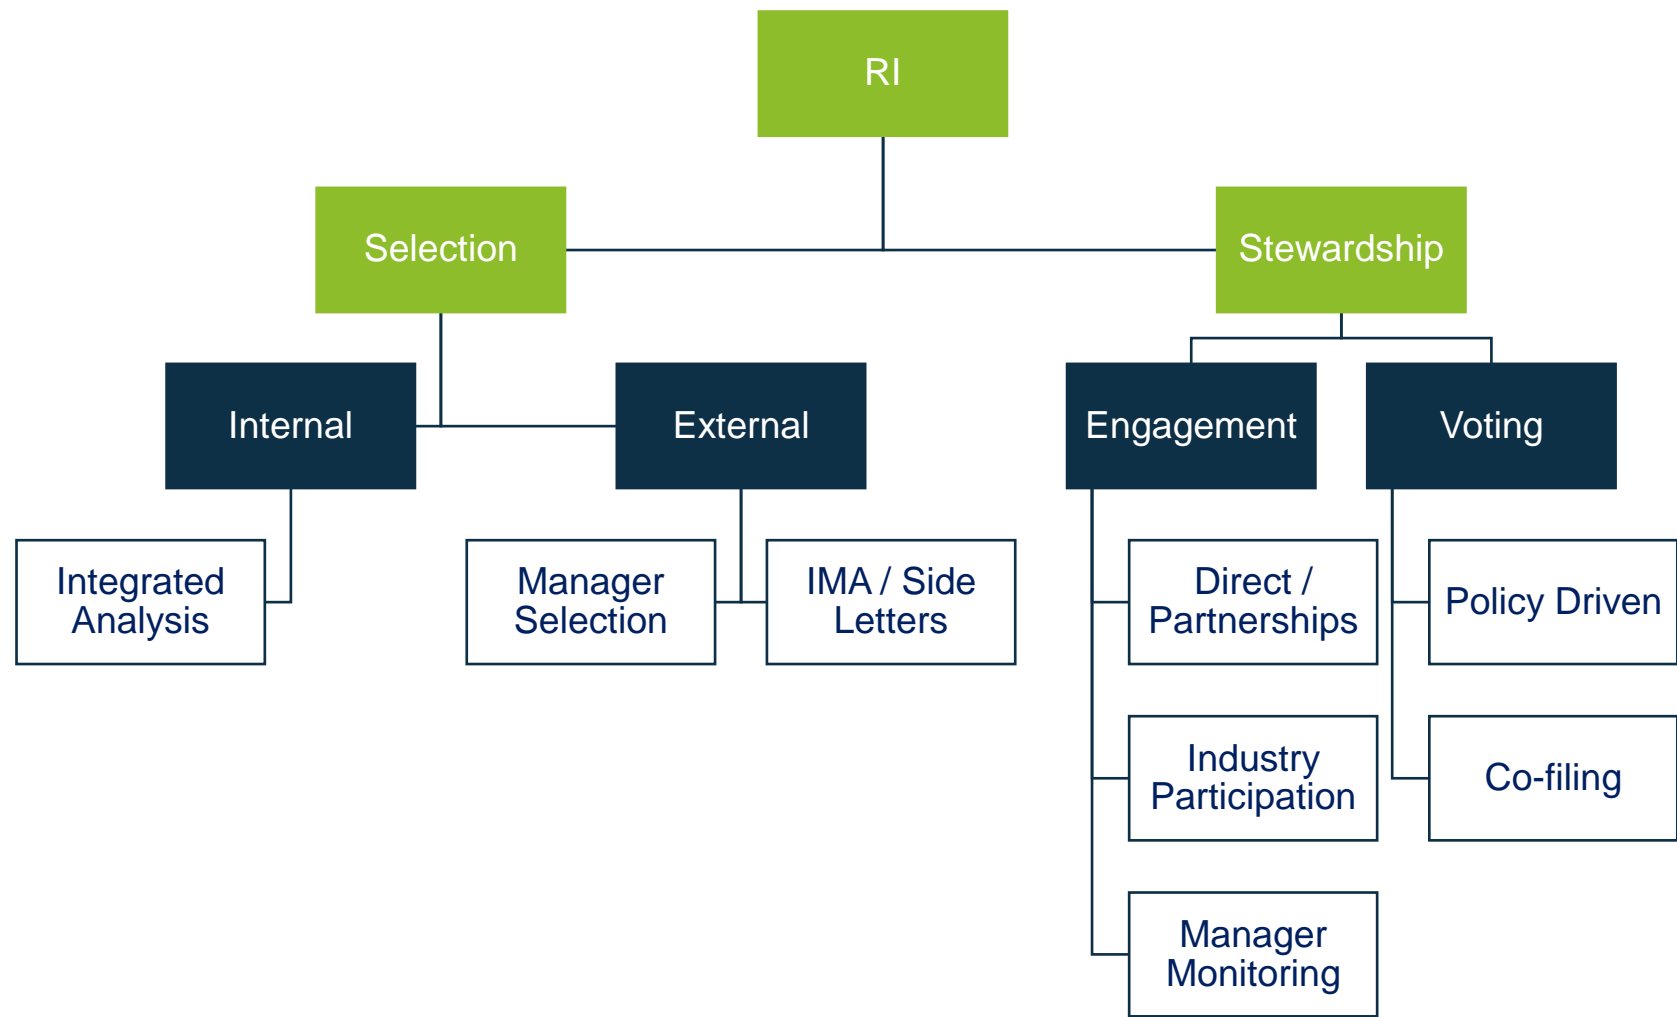 RI
Selection
Stewardship
Internal
External
Engagement
Voting
Integrated
Analysis
Manager
Selection
IMA / Side
Letters
Direct /
Partnerships
Policy Driven
Industry
Participation
Co-filing
Manager
Monitoring